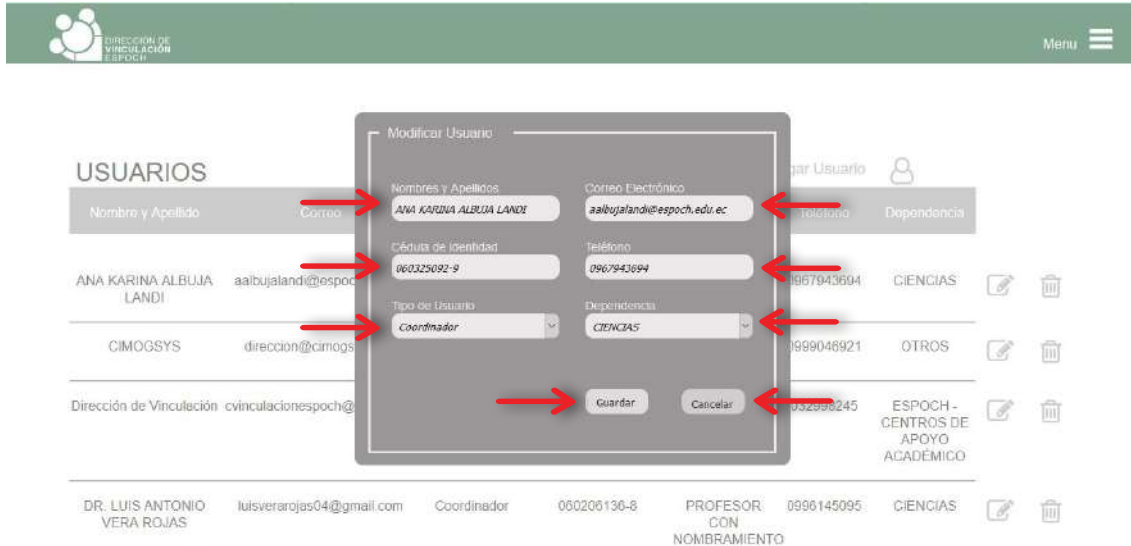 DIRECCIÓN DE
VINCULACIÓN
ESPOCH
Menu
Modificar Usuario
USUARIOS
gar Usuario
Nombres y Apellidos
Correo Electrónico
Nombre y Apellido
Correo
ANA KARINA ALBUJA LANDI
aalbujalandi@espoch.edu.ec
Teléfono
Dependencia
Cédula de Identidad
Teléfono
060325092-9
0967943694
ANA KARINA ALBUJA
LANDI
aalbujalandi@espoc
0967943694
CIENCIAS
Tipo de Usuario
Dependencia
Coordinador
CIENCIAS
CIMOGSYS
direccion@cimogs
0999046921
OTROS
Guardar
Cancelar
Dirección de Vinculación
cvinculacionespoch@
032998245
ESPOCH -
CENTROS DE
APOYO
ACADÉMICO
DR. LUIS ANTONIO
VERA ROJAS
luisverarojas04@gmail.com
Coordinador
060206136-8
PROFESOR
CON
NOMBRAMIENTO
0996145095
CIENCIAS